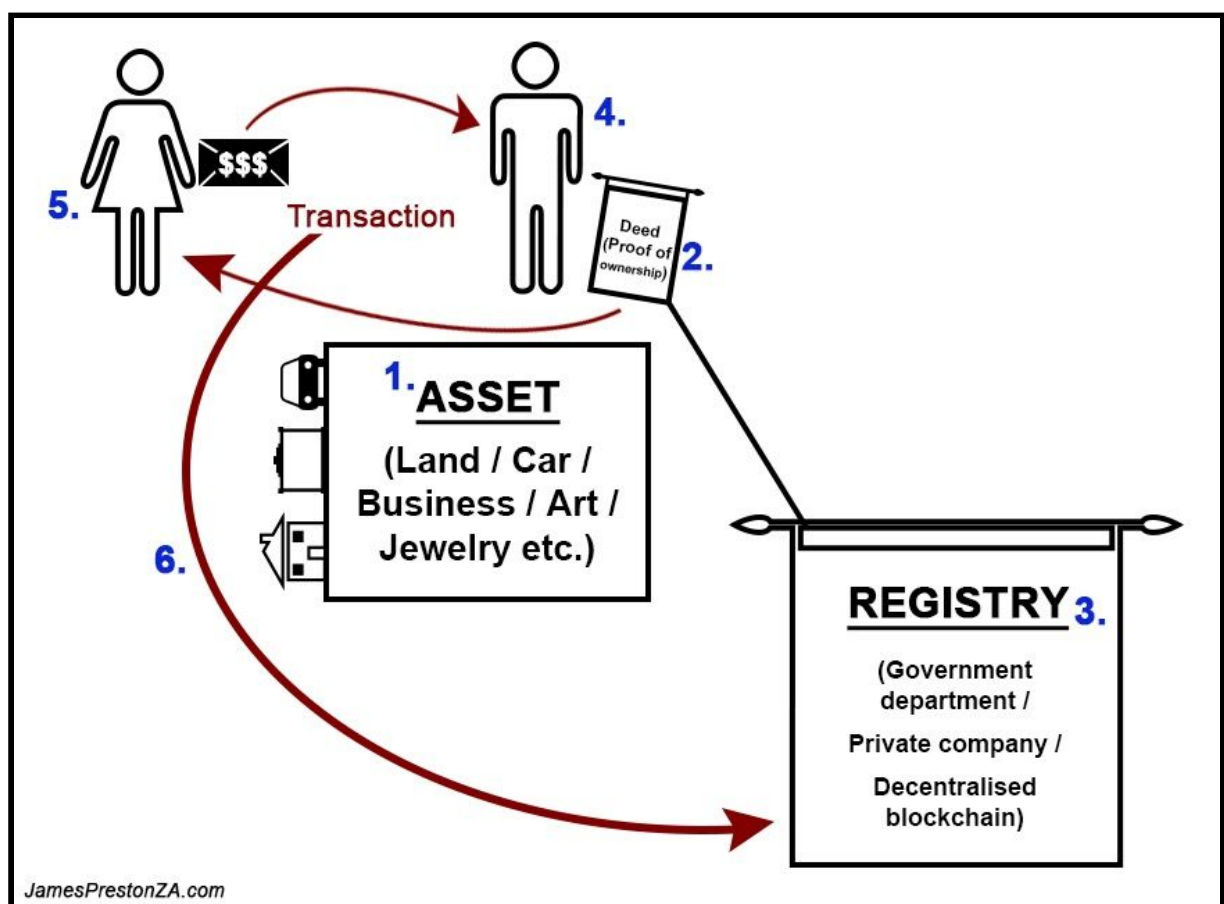 4.
$$$
5.
Transaction
Deed
(Proof of
ownership)
2.
1.
ASSET
(Land / Car /
Business / Art /
Jewelry etc.)
6.
REGISTRY
3.
(Government
department /
Private company /
Decentralised
blockchain)
JamesPrestonZA.com